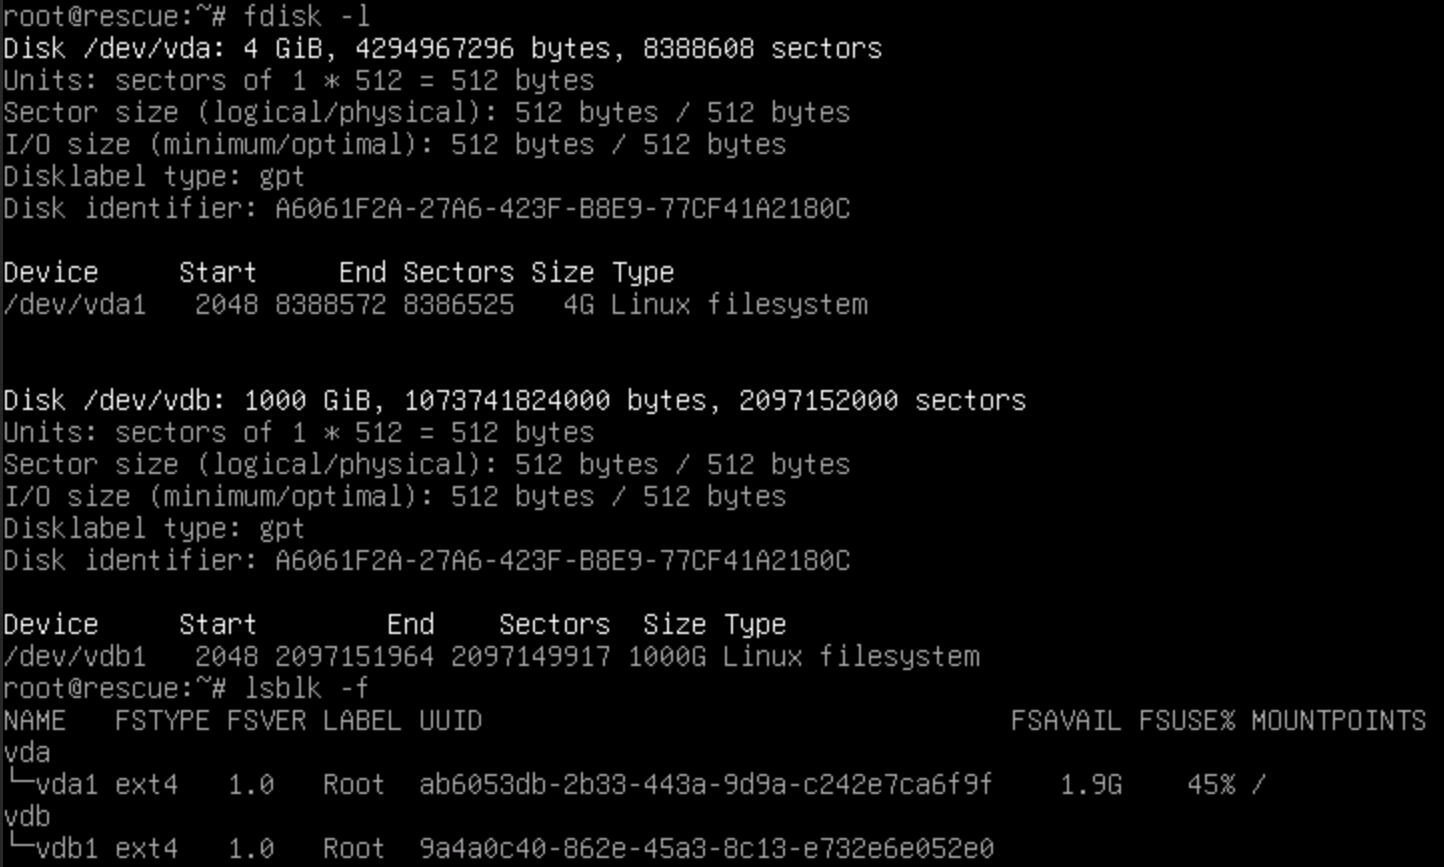 root@rescue:~# fdisk -l
Disk /dev/vda: 4 GiB, 4294967296 bytes, 8388608 sectors
Units: sectors of 1 * 512 = 512 bytes
Sector size (logical/physical): 512 bytes / 512 bytes
I/O size (minimum/optimal): 512 bytes / 512 bytes
Disklabel type: gpt
Disk identifier: A6061F2A-27A6-423F-B8E9-77CF41A2180C
Device     Start     End Sectors Size Type
/dev/vda1   2048 8388572 8386525   4G Linux filesystem
Disk /dev/vdb: 1000 GiB, 1073741824000 bytes, 2097152000 sectors
Units: sectors of 1 * 512 = 512 bytes
Sector size (logical/physical): 512 bytes / 512 bytes
I/O size (minimum/optimal): 512 bytes / 512 bytes
Disklabel type: gpt
Disk identifier: A6061F2A-27A6-423F-B8E9-77CF41A2180C
Device     Start        End    Sectors  Size Type
/dev/vdb1   2048 2097151964 2097149917 1000G Linux filesystem
root@rescue:~# lsblk -f
NAME   FSTYPE FSVER LABEL UUID                                 FSAVAIL FSUSE% MOUNTPOINTS
vda
└─vda1 ext4   1.0   Root  ab6053db-2b33-443a-9d9a-c242e7ca6f9f    1.9G    45% /
vdb
└─vdb1 ext4   1.0   Root  9a4a0c40-862e-45a3-8c13-e732e6e052e0